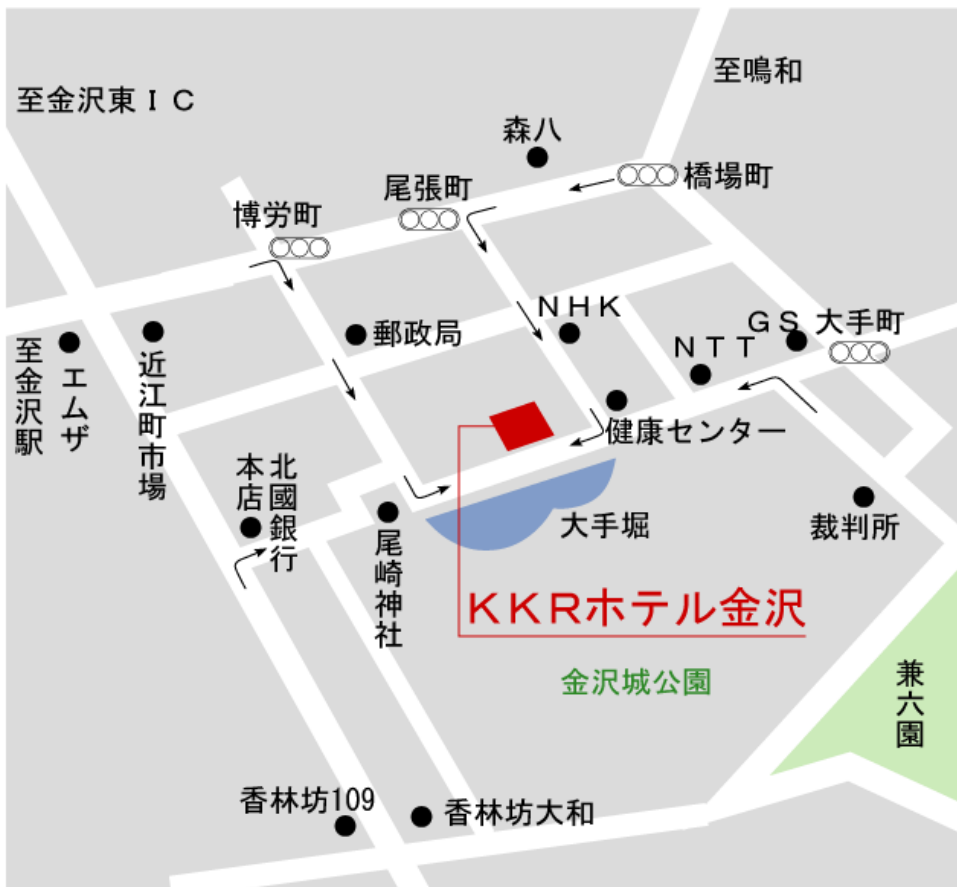 至鳴和
至金沢東ＩＣ
森八
橋場町
尾張町
博労町
ＮＨＫ
ＧＳ
大手町
郵政局
ＮＴＴ
至金沢駅
エムザ
近江町市場
健康センター
北國銀行
本店
大手堀
裁判所
尾崎神社
ＫＫＲホテル金沢
金沢城公園
兼六園
香林坊109
香林坊大和